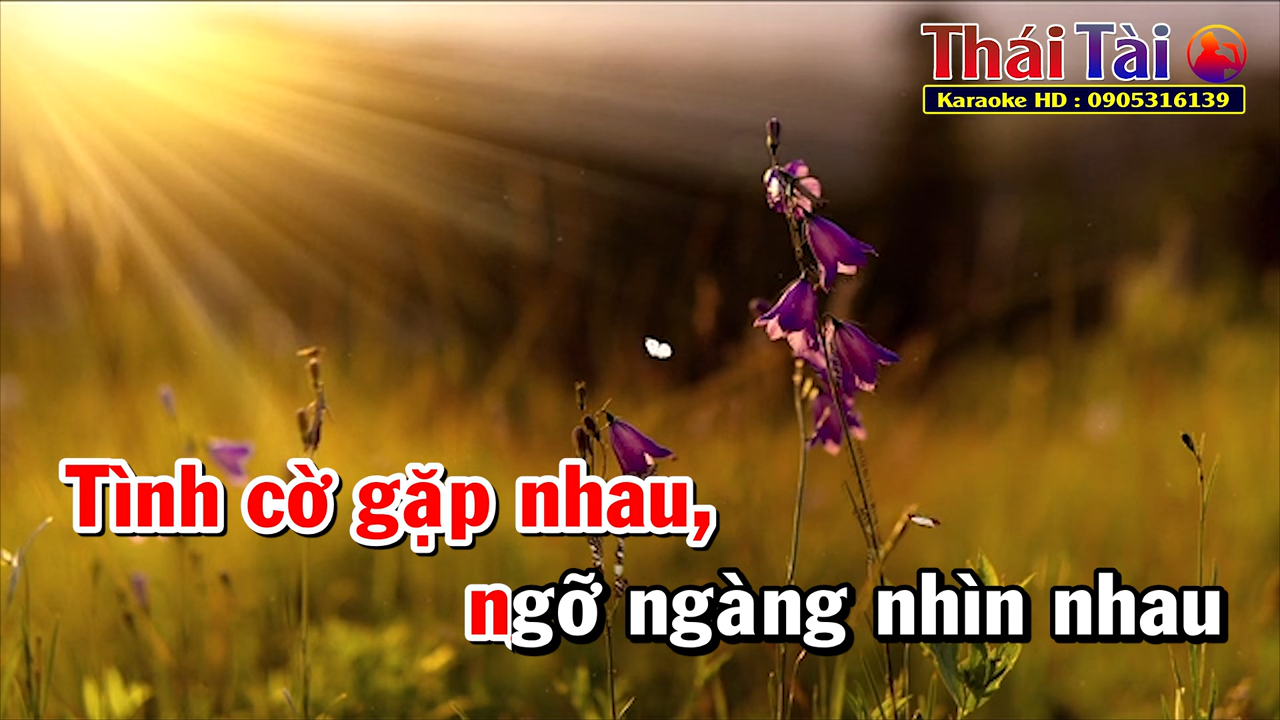 Thái Tài
Karaoke HD : 0905316139
Tình cờ gặp nhau,
ngỡ ngàng nhìn nhau